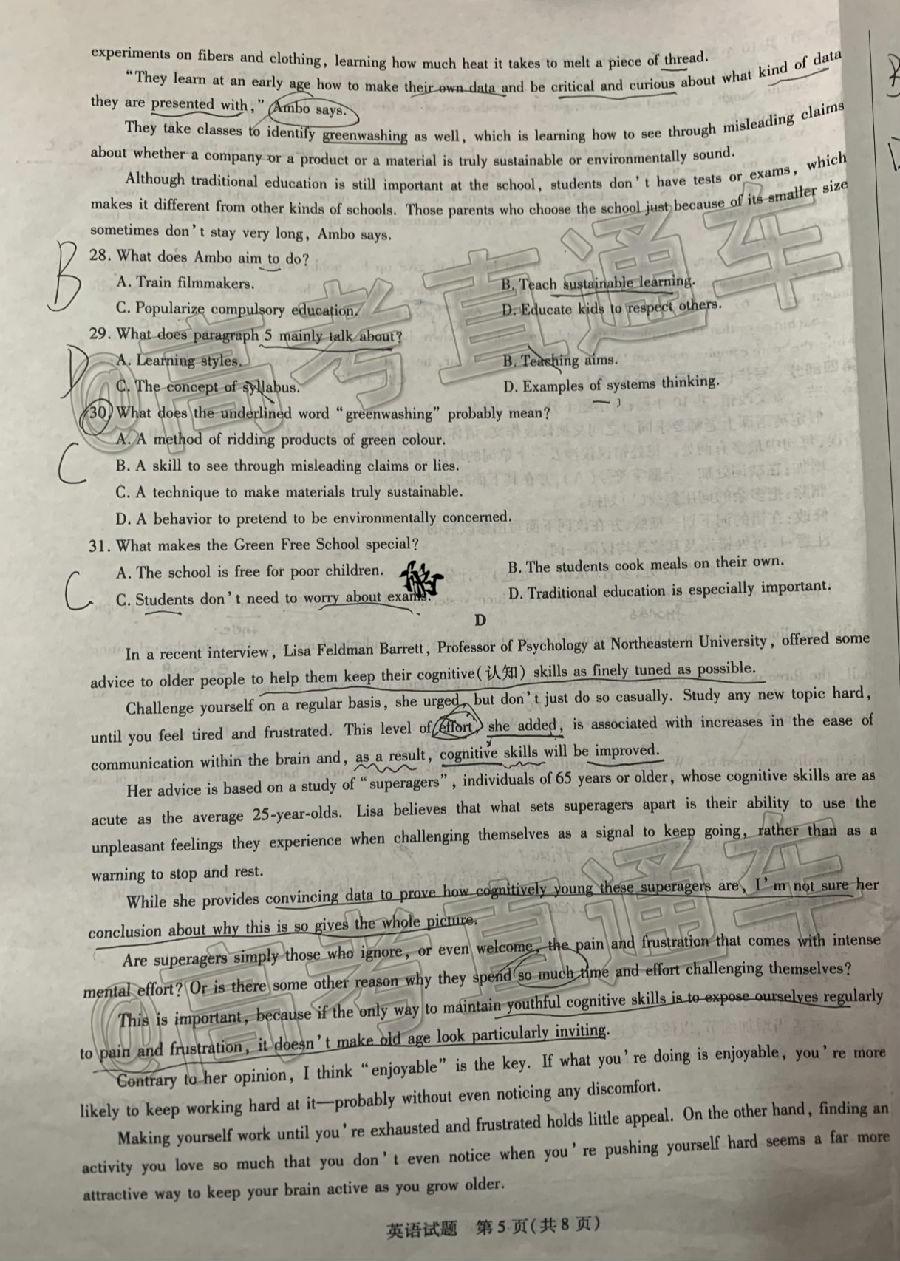 experiments on fibers and clothing, learning how much heat it takes to melt a piece of thread.
"They learn at an early age how to make their own data and be critical and curious about what kind of data
they are presented with," Ambo says.
They take classes to identify greenwashing as well, which is learning how to see through misleading claims
about whether a company or a product or a material is truly sustainable or environmentally sound.
Although traditional education is still important at the school, students don't have tests or exams, which
makes it different from other kinds of schools. Those parents who choose the school just because of its smaller size
sometimes don't stay very long, Ambo says.
B
28. What does Ambo aim to do?
A. Train filmmakers. B. Teach sustainable learning.
C. Popularize compulsory education. D. Educate kids to respect others.
D
29. What does paragraph 5 mainly talk about?
A. Learning styles. B. Teaching aims.
C. The concept of syllabus. D. Examples of systems thinking.
30. What does the underlined word "greenwashing" probably mean?
A. A method of ridding products of green colour.
C
B. A skill to see through misleading claims or lies.
C. A technique to make materials truly sustainable.
D. A behavior to pretend to be environmentally concerned.
31. What makes the Green Free School special?
A. The school is free for poor children. B. The students cook meals on their own.
C
C. Students don't need to worry about exams. D. Traditional education is especially important.
D
In a recent interview, Lisa Feldman Barrett, Professor of Psychology at Northeastern University, offered some
advice to older people to help them keep their cognitive(认知) skills as finely tuned as possible.
Challenge yourself on a regular basis, she urged, but don't just do so casually. Study any new topic hard,
until you feel tired and frustrated. This level of effort, she added, is associated with increases in the ease of
communication within the brain and, as a result, cognitive skills will be improved.
Her advice is based on a study of "superagers", individuals of 65 years or older, whose cognitive skills are as
acute as the average 25-year-olds. Lisa believes that what sets superagers apart is their ability to use the
unpleasant feelings they experience when challenging themselves as a signal to keep going, rather than as a
warning to stop and rest.
While she provides convincing data to prove how cognitively young these superagers are, I'm not sure her
conclusion about why this is so gives the whole picture.
Are superagers simply those who ignore, or even welcome, the pain and frustration that comes with intense
mental effort? Or is there some other reason why they spend so much time and effort challenging themselves?
This is important, because if the only way to maintain youthful cognitive skills is to expose ourselves regularly
to pain and frustration, it doesn't make old age look particularly inviting.
Contrary to her opinion, I think "enjoyable" is the key. If what you're doing is enjoyable, you're more
likely to keep working hard at it—probably without even noticing any discomfort.
Making yourself work until you're exhausted and frustrated holds little appeal. On the other hand, finding an
activity you love so much that you don't even notice when you're pushing yourself hard seems a far more
attractive way to keep your brain active as you grow older.
英语试题 第 5 页(共 8 页)
@高考直通车
@高考直通车